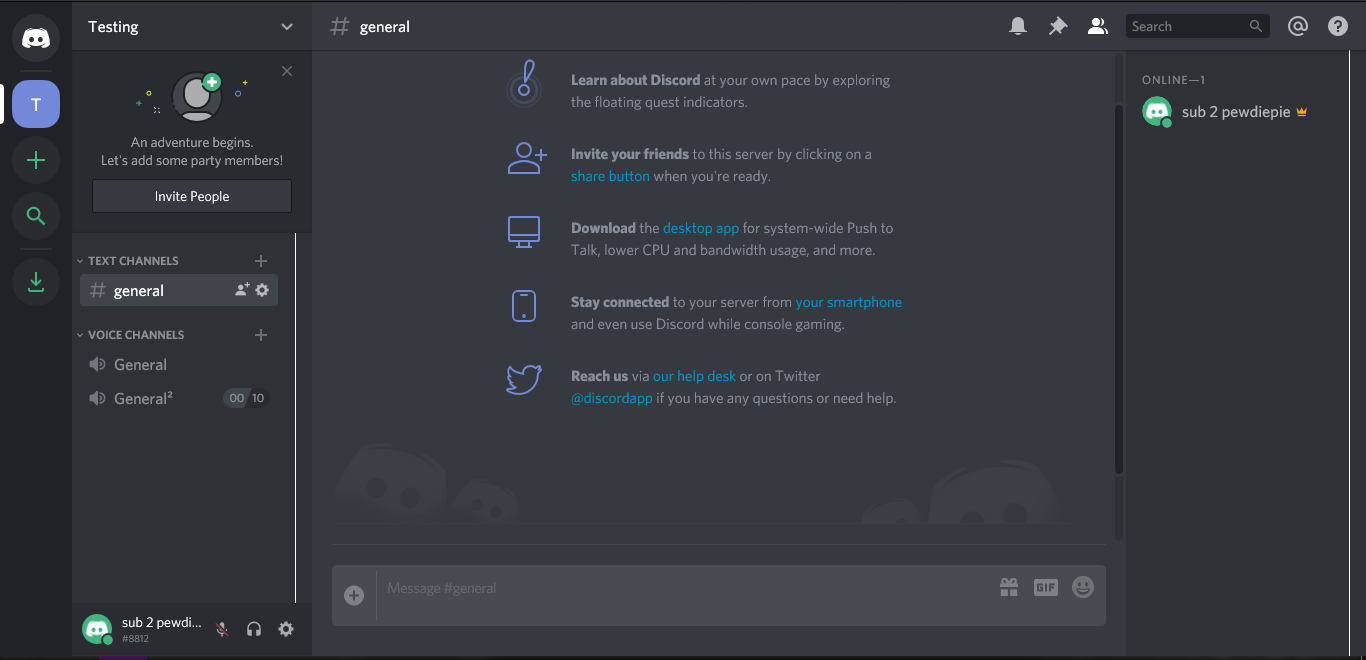 Testing
# general
Search
T
An adventure begins.
Let's add some party members!
Invite People
TEXT CHANNELS
# general
VOICE CHANNELS
General
General²
00 10
sub 2 pewdi...
#8812
Learn about Discord at your own pace by exploring
the floating quest indicators.
Invite your friends to this server by clicking on a
share button when you're ready.
Download the desktop app for system-wide Push to
Talk, lower CPU and bandwidth usage, and more.
Stay connected to your server from your smartphone
and even use Discord while console gaming.
Reach us via our help desk or on Twitter
@discordapp if you have any questions or need help.
Message #general
GIF
ONLINE—1
sub 2 pewdiepie